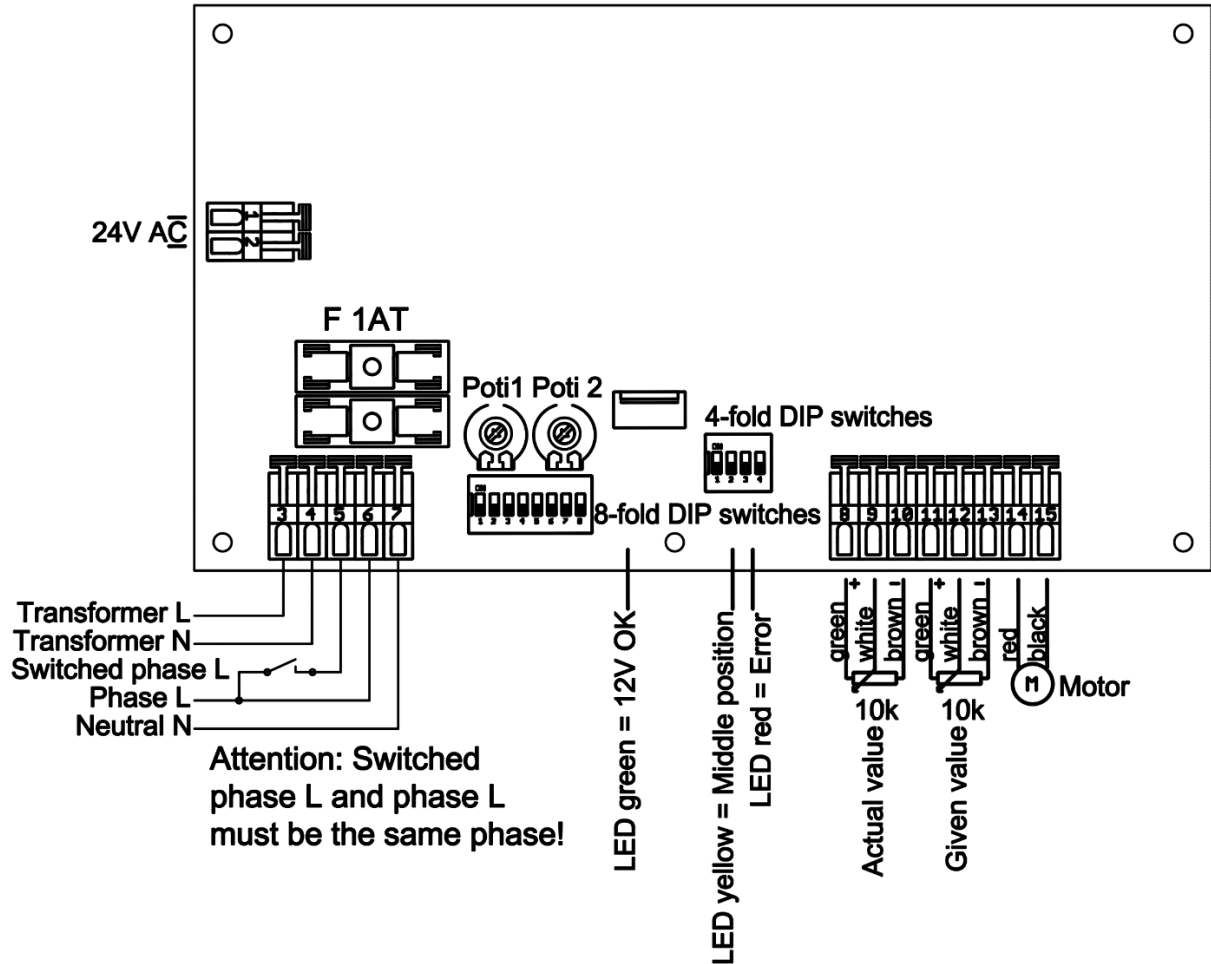 24V AC
1
2
F 1AT
Poti1 Poti 2
4-fold DIP switches
ON
1 2 3 4
ON
1 2 3 4 5 6 7 8
8-fold DIP switches
3 4 5 6 7
8 9 10 11 12 13 14 15
Transformer L
Transformer N
Switched phase L
Phase L
Neutral N
Attention: Switched
phase L and phase L
must be the same phase!
LED green = 12V OK
LED yellow = Middle position
LED red = Error
+ − + −
green white brown green white brown red black
M Motor
10k 10k
Actual value
Given value